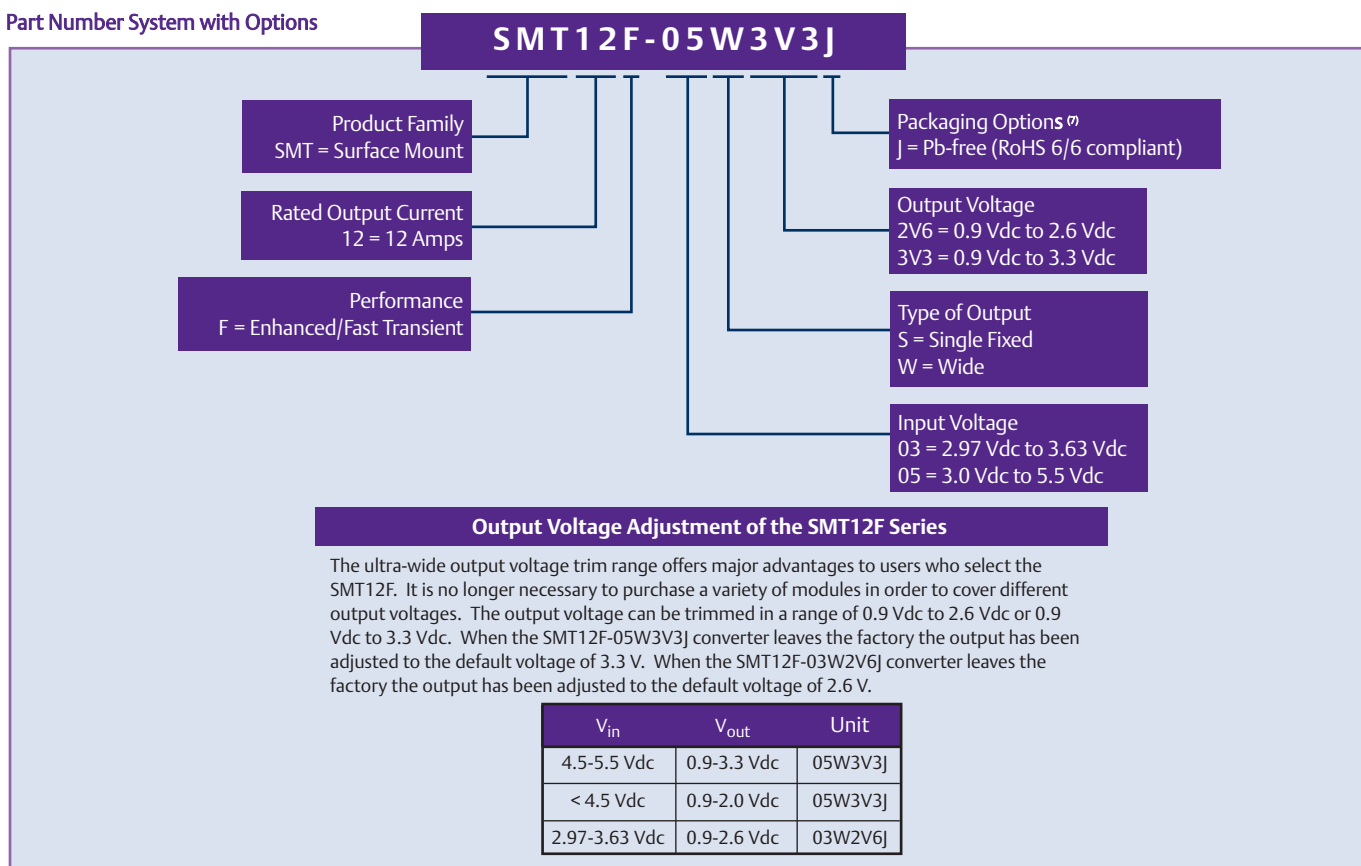 Part Number System with Options
SMT12F-05W3V3J
Product Family
SMT = Surface Mount
Rated Output Current
12 = 12 Amps
Performance
F = Enhanced/Fast Transient
Packaging Options (7)
J = Pb-free (RoHS 6/6 compliant)
Output Voltage
2V6 = 0.9 Vdc to 2.6 Vdc
3V3 = 0.9 Vdc to 3.3 Vdc
Type of Output
S = Single Fixed
W = Wide
Input Voltage
03 = 2.97 Vdc to 3.63 Vdc
05 = 3.0 Vdc to 5.5 Vdc
Output Voltage Adjustment of the SMT12F Series
The ultra-wide output voltage trim range offers major advantages to users who select the
SMT12F. It is no longer necessary to purchase a variety of modules in order to cover different
output voltages. The output voltage can be trimmed in a range of 0.9 Vdc to 2.6 Vdc or 0.9
Vdc to 3.3 Vdc. When the SMT12F-05W3V3J converter leaves the factory the output has been
adjusted to the default voltage of 3.3 V. When the SMT12F-03W2V6J converter leaves the
factory the output has been adjusted to the default voltage of 2.6 V.
Vin Vout Unit
4.5-5.5 Vdc 0.9-3.3 Vdc 05W3V3J
< 4.5 Vdc 0.9-2.0 Vdc 05W3V3J
2.97-3.63 Vdc 0.9-2.6 Vdc 03W2V6J